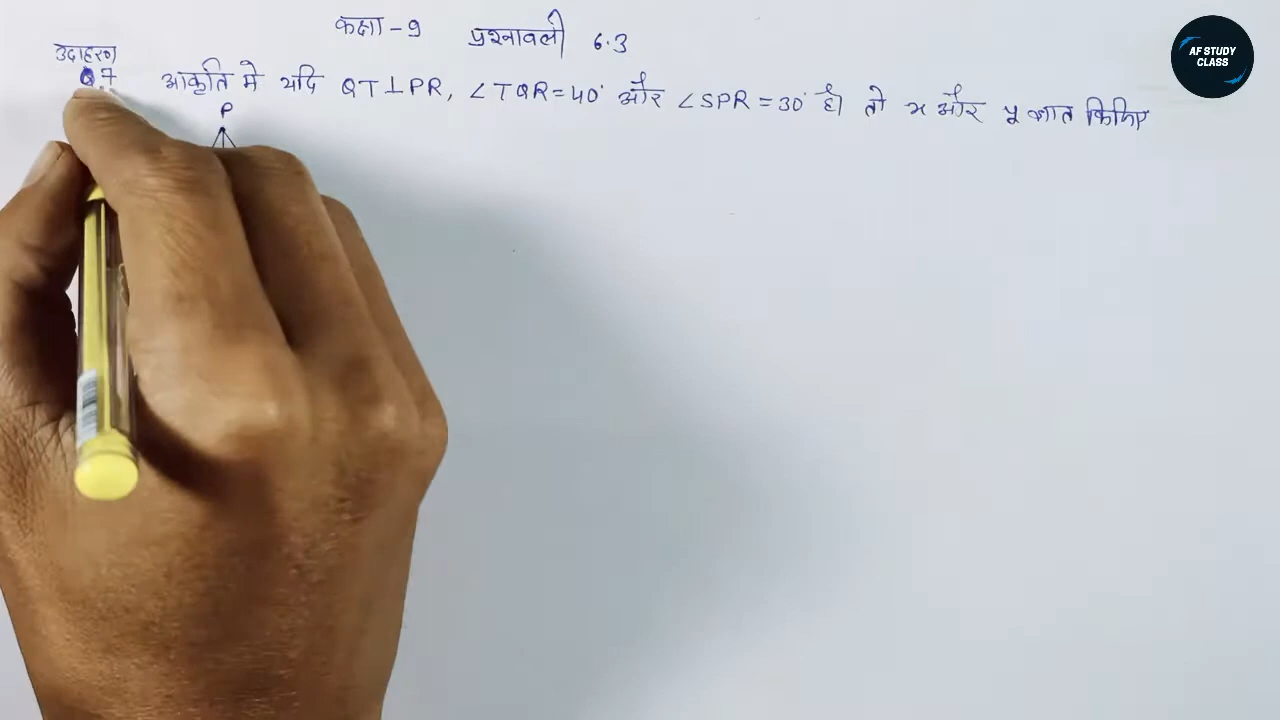 कक्षा - 9 प्रश्नावली 6.3
उदाहरण
Q.7 आकृति मे यदि QT⊥PR, ∠TQR=40° और ∠SPR=30° है। तो x और y ज्ञात किजिए
P
AF STUDY
CLASS